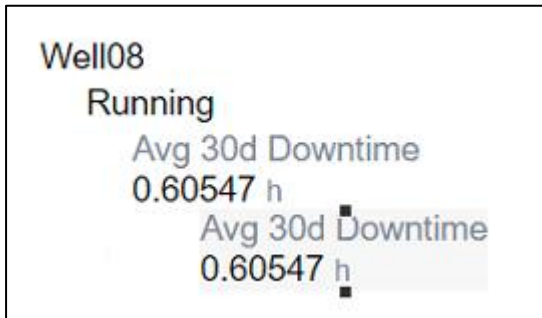 Well08
Running
Avg 30d Downtime
0.60547 h
Avg 30d Downtime
0.60547 h